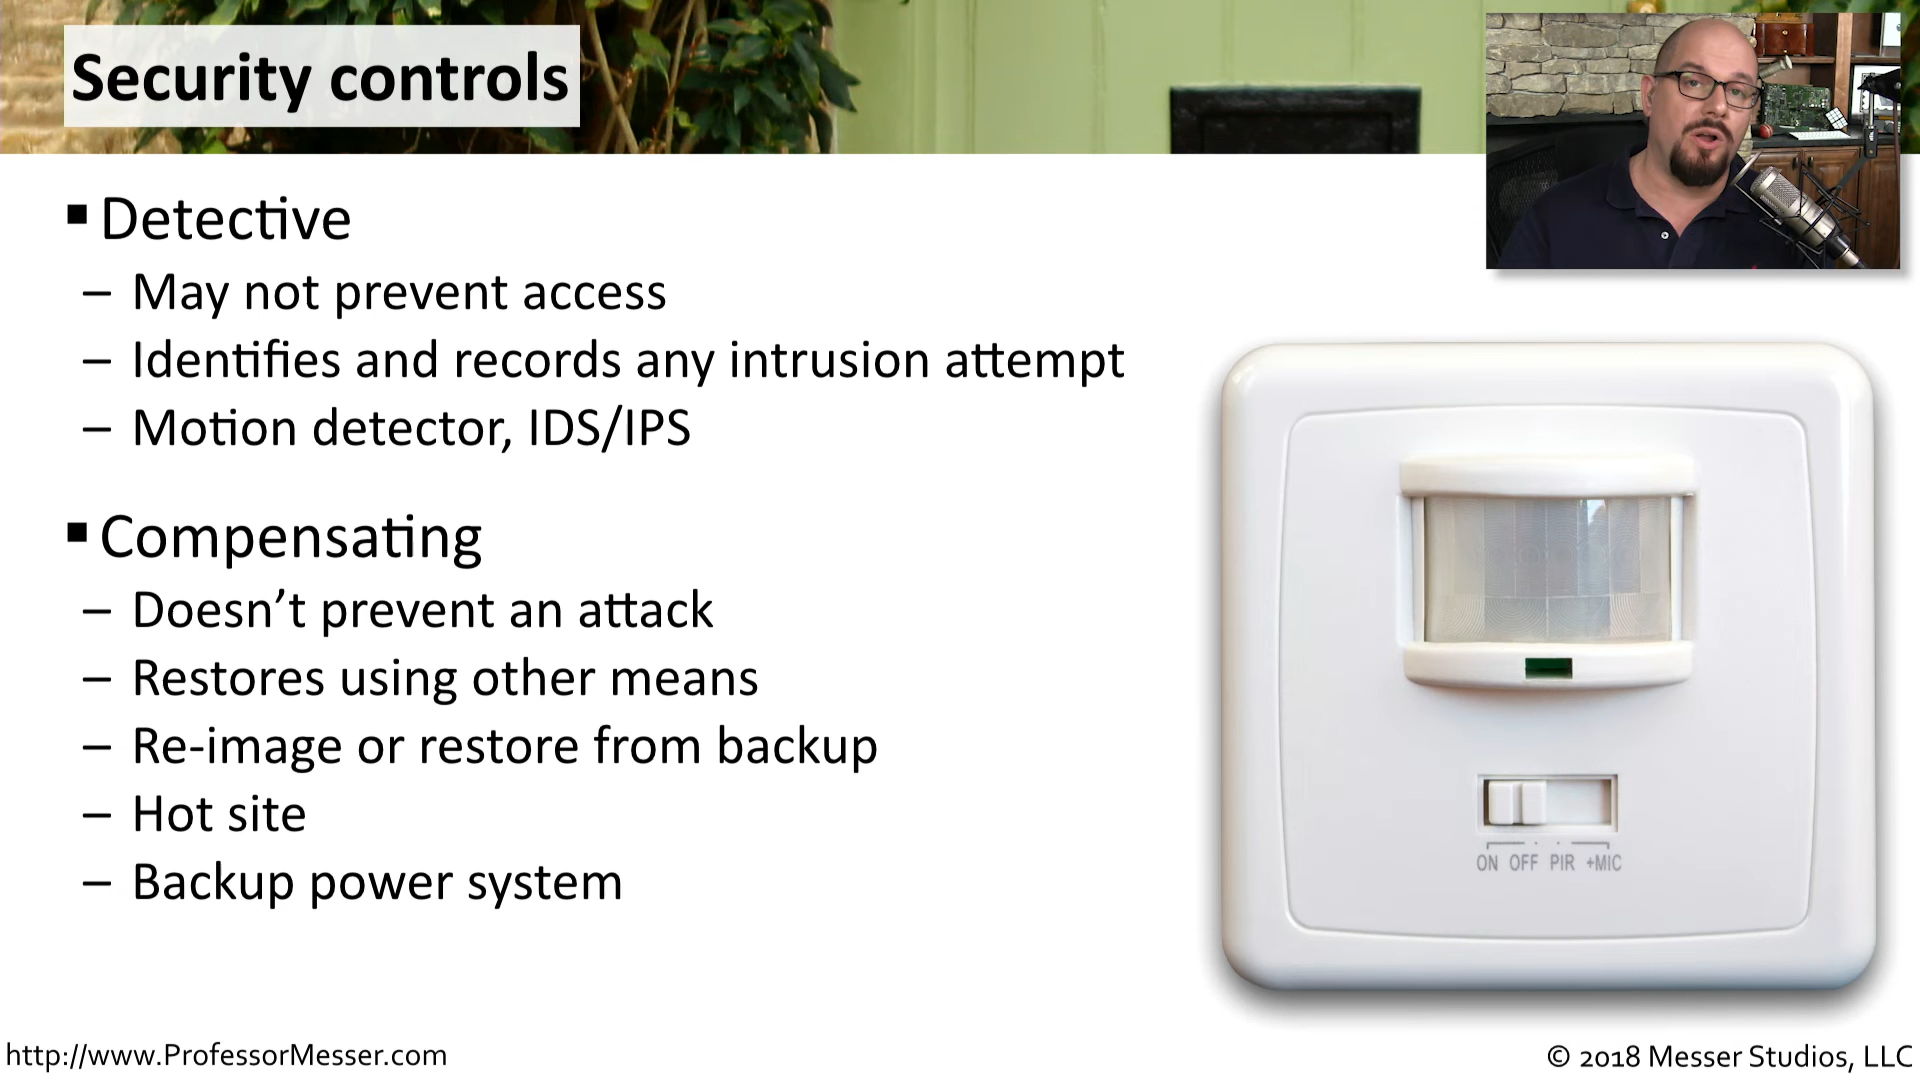 Security controls
▪ Detective
– May not prevent access
– Identifies and records any intrusion attempt
– Motion detector, IDS/IPS
▪ Compensating
– Doesn’t prevent an attack
– Restores using other means
– Re-image or restore from backup
– Hot site
– Backup power system
ON OFF PIR +MIC
http://www.ProfessorMesser.com
© 2018 Messer Studios, LLC